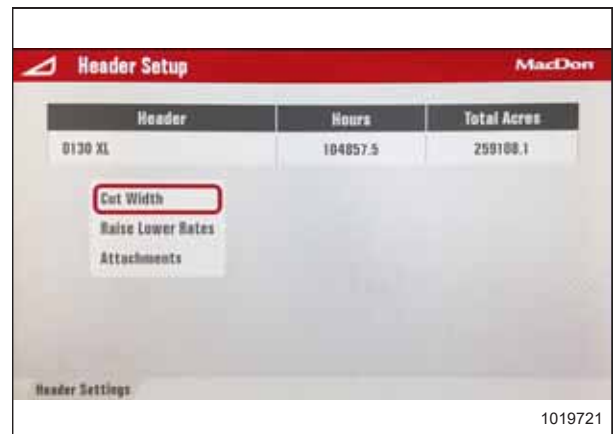 Header Setup MacDon
Header Hours Total Acres
D130 XL 104857.5 259108.1
Cut Width
Raise Lower Rates
Attachments
Header Settings
1019721